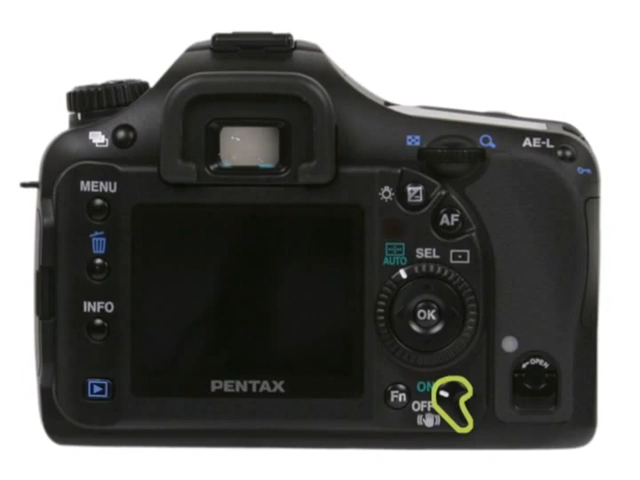 AE-L
MENU
AF
SEL
AUTO
INFO
OK
OPEN
PENTAX
Fn
ON
OFF